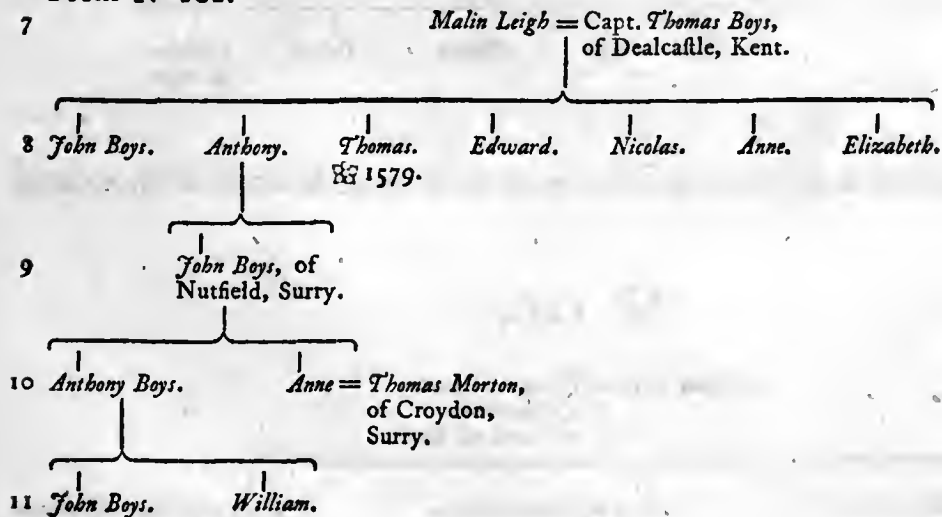 7 Malin Leigh = Capt. Thomas Boys,
of Dealcastle, Kent.
8 John Boys. Anthony. Thomas. Edward. Nicolas. Anne. Elizabeth.
1579.
9 John Boys, of
Nutfield, Surry.
10 Anthony Boys. Anne = Thomas Morton,
of Croydon,
Surry.
11 John Boys. William.